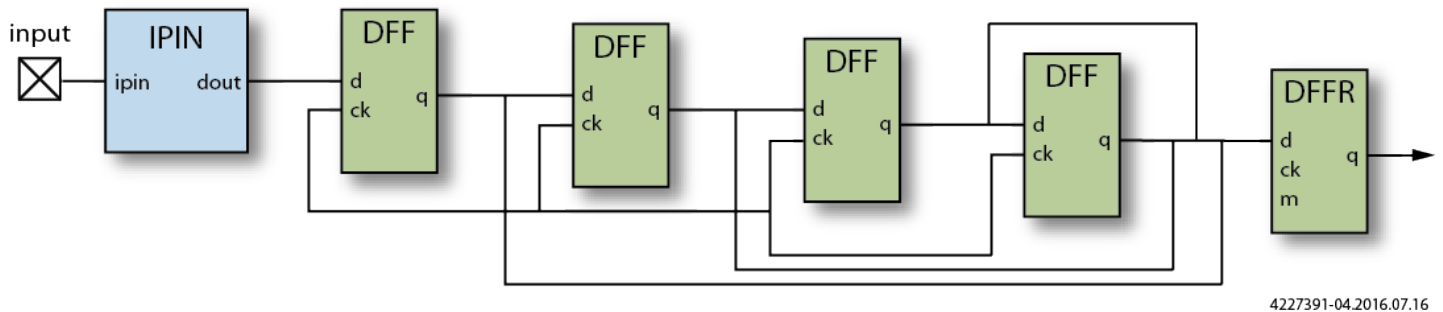 input
IPIN
ipin dout
DFF
d
ck
q
DFF
d
ck
q
DFF
d
ck
q
DFF
d
ck
q
DFFR
d
ck
m
q
4227391-04.2016.07.16